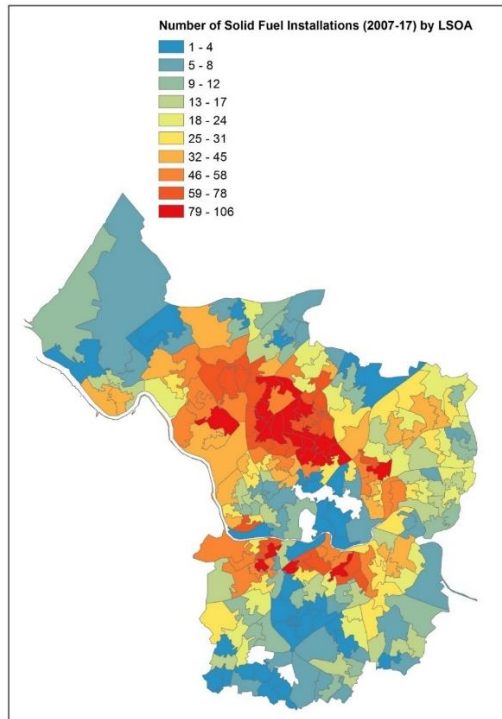 Number of Solid Fuel Installations (2007-17) by LSOA
1 - 4
5 - 8
9 - 12
13 - 17
18 - 24
25 - 31
32 - 45
46 - 58
59 - 78
79 - 106